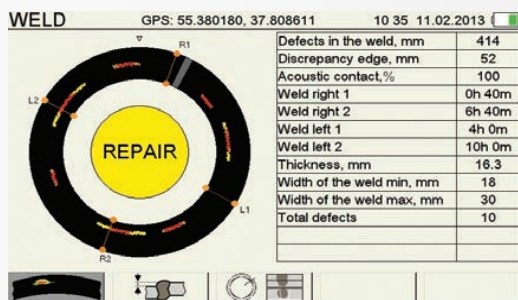 WELD GPS: 55.380180, 37.808611 10 35 11.02.2013
R1
L2
REPAIR
L1
R2
Defects in the weld, mm 414
Discrepancy edge, mm 52
Acoustic contact,% 100
Weld right 1 0h 40m
Weld right 2 6h 40m
Weld left 1 4h 0m
Weld left 2 10h 0m
Thickness, mm 16.3
Width of the weld min, mm 18
Width of the weld max, mm 30
Total defects 10